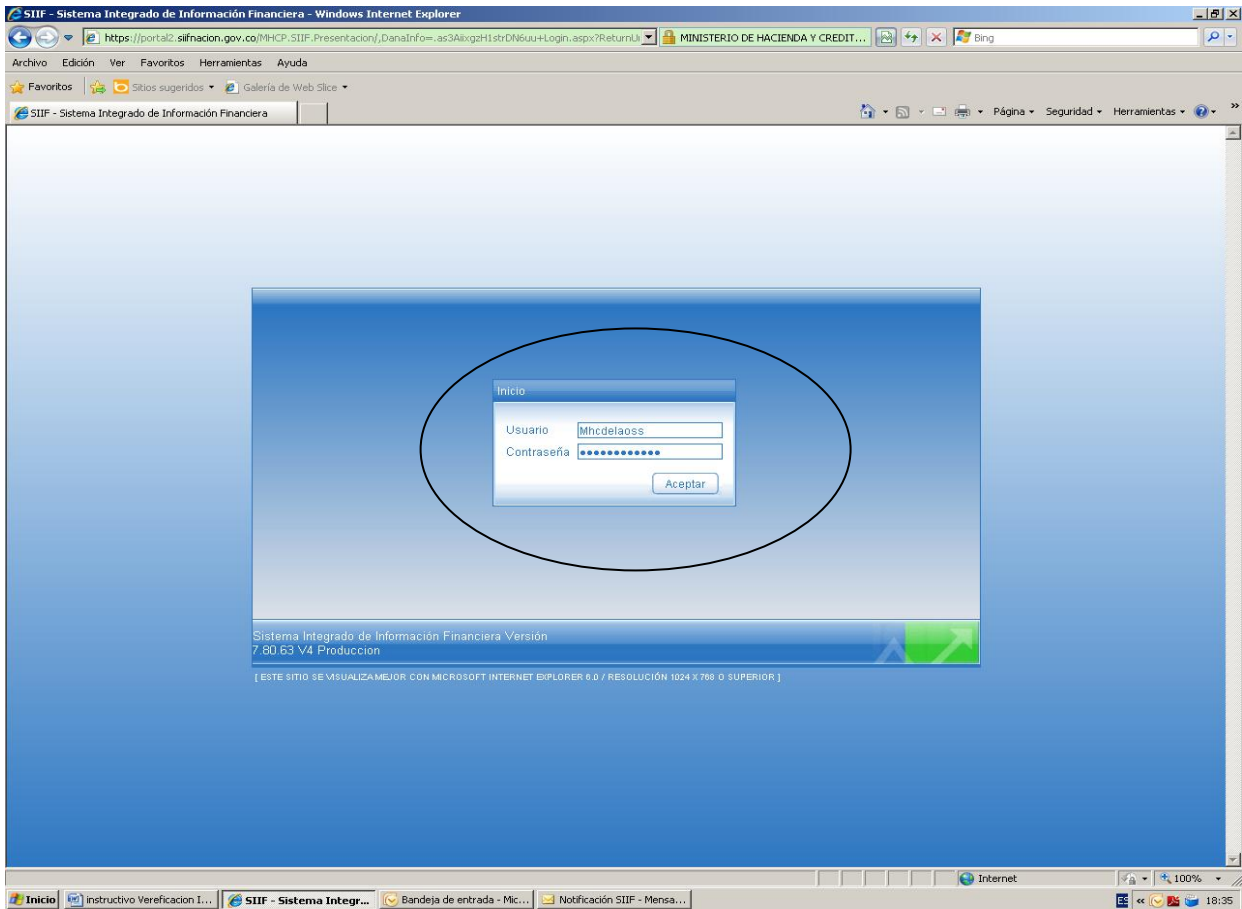 SIIF - Sistema Integrado de Información Financiera - Windows Internet Explorer
https://portal2.siifnacion.gov.co/MHCP.SIIF.Presentacion/,DanaInfo=.as3AiixgzH1strDN6uu+Login.aspx?ReturnU MINISTERIO DE HACIENDA Y CREDIT... Bing
Archivo Edición Ver Favoritos Herramientas Ayuda
Favoritos Sitios sugeridos Galería de Web Slice
SIIF - Sistema Integrado de Información Financiera Página Seguridad Herramientas »
Inicio
Usuario Mhcdelaoss
Contraseña ••••••••••••
Aceptar
Sistema Integrado de Información Financiera Versión
7.80.63 V4 Produccion
[ ESTE SITIO SE VISUALIZA MEJOR CON MICROSOFT INTERNET EXPLORER 6.0 / RESOLUCIÓN 1024 X 768 O SUPERIOR ]
Internet 100%
Inicio instructivo Vereficacion I... SIIF - Sistema Integr... Bandeja de entrada - Mic... Notificación SIIF - Mensa... ES « 18:35